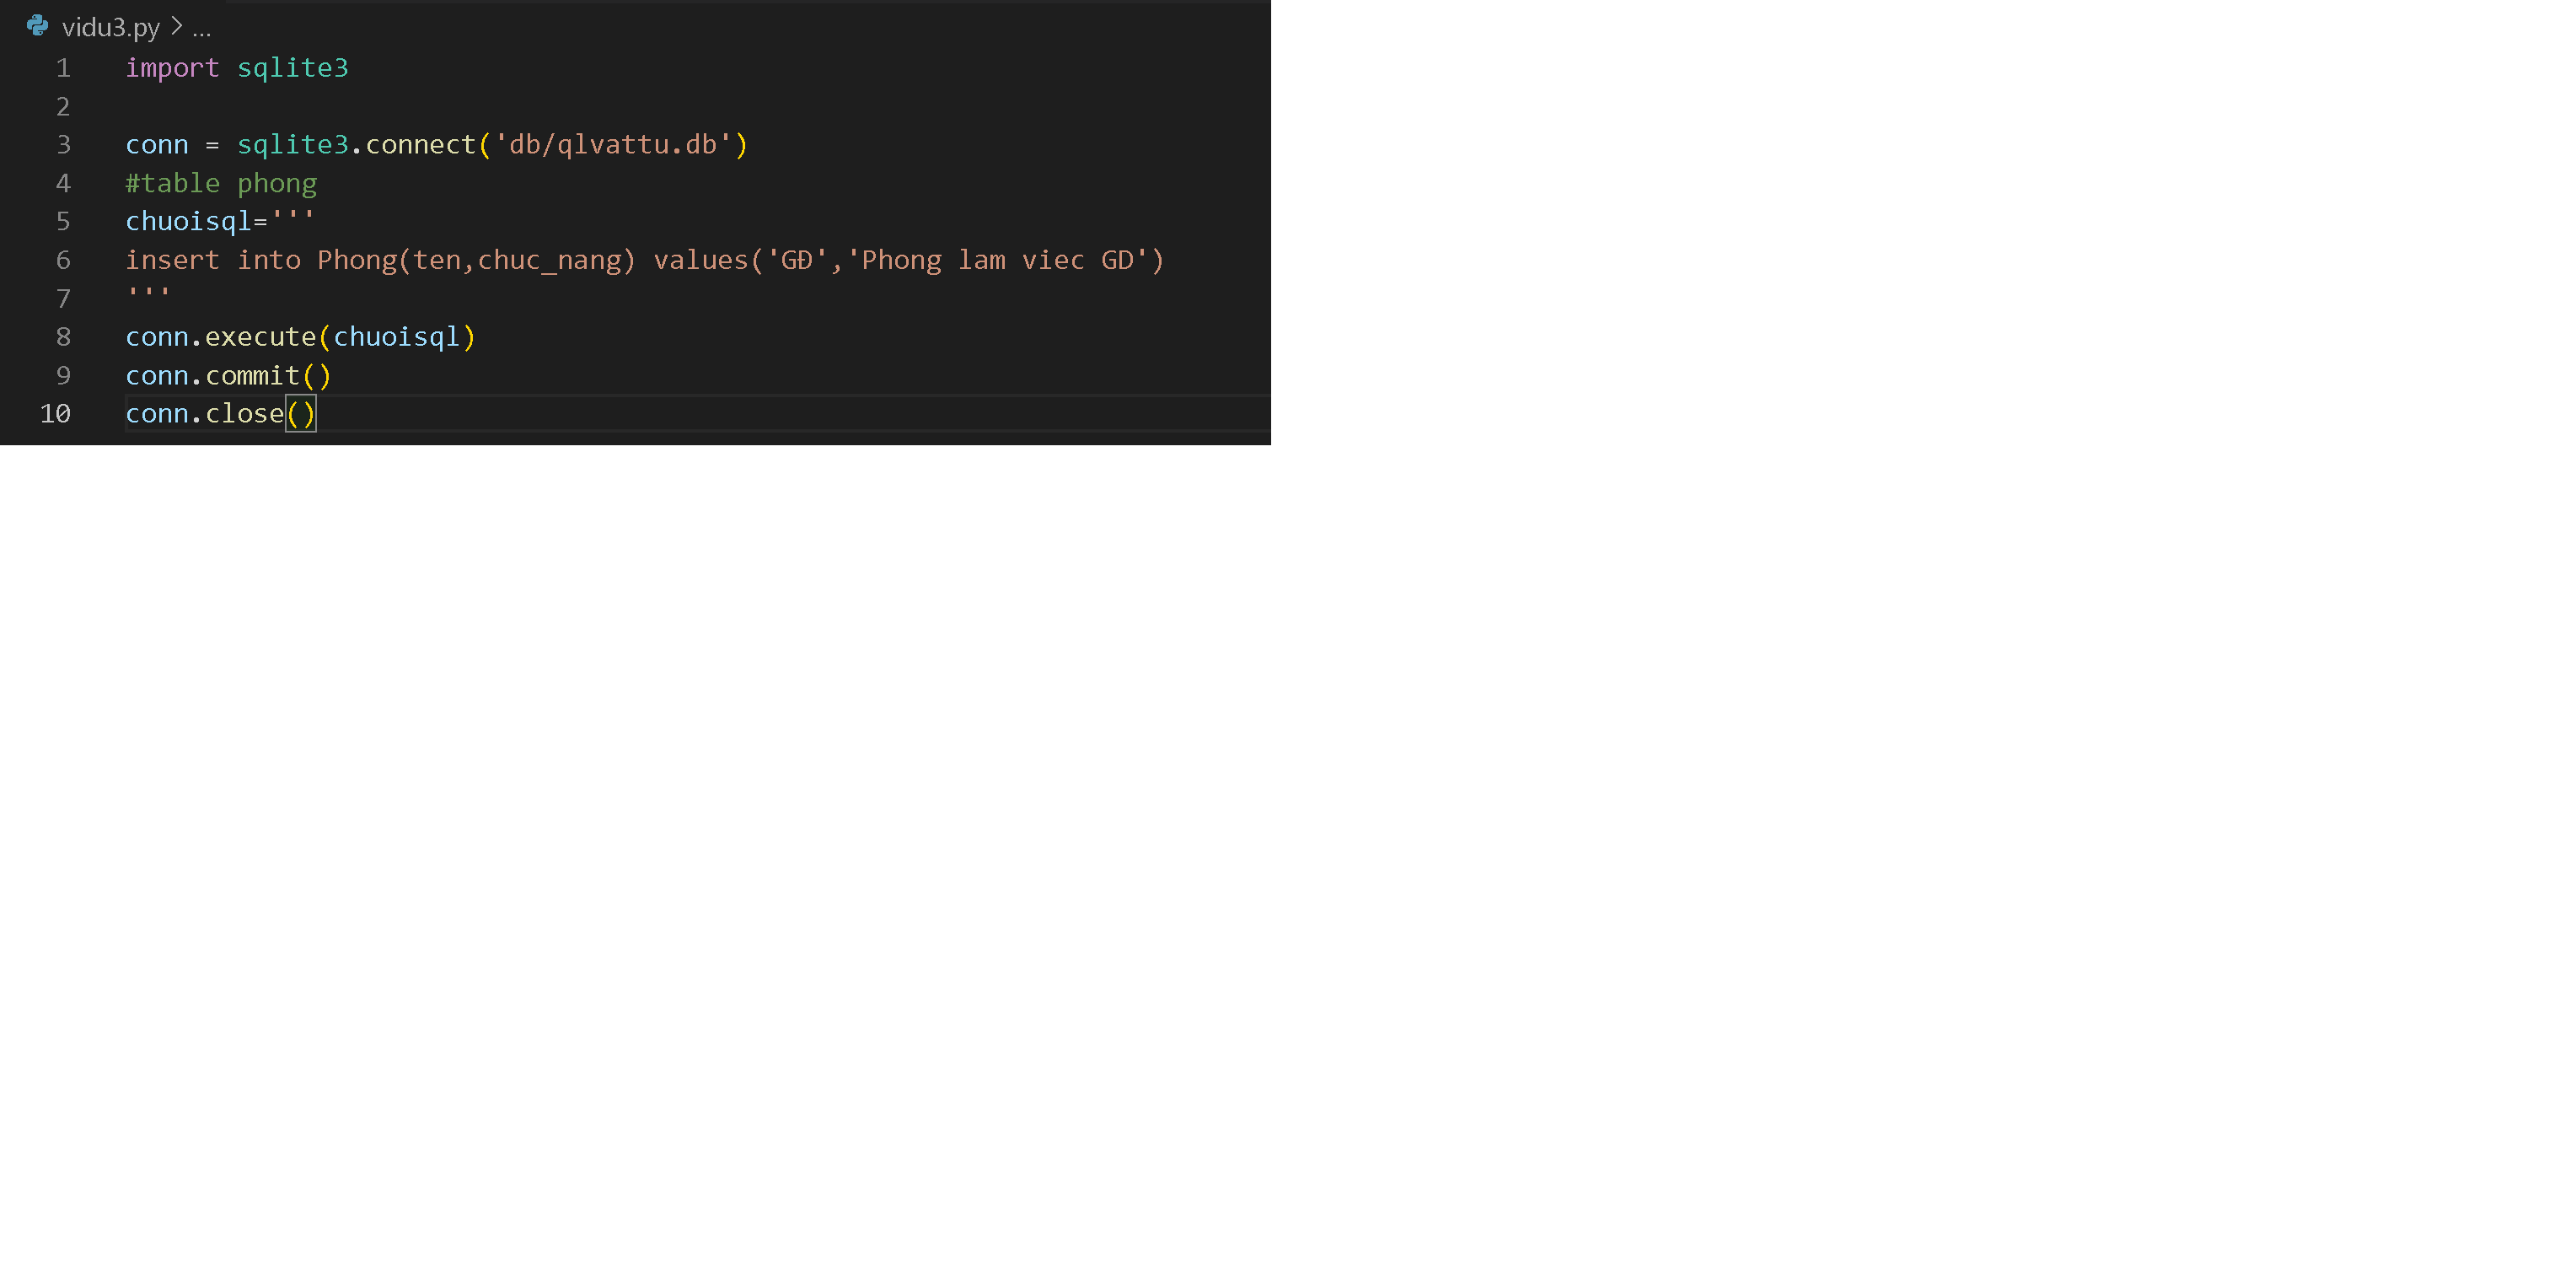 vidu3.py > ...
1 import sqlite3
2
3 conn = sqlite3.connect('db/qlvattu.db')
4 #table phong
5 chuoisql='''
6 insert into Phong(ten,chuc_nang) values('GĐ','Phong lam viec GD')
7 '''
8 conn.execute(chuoisql)
9 conn.commit()
10 conn.close()